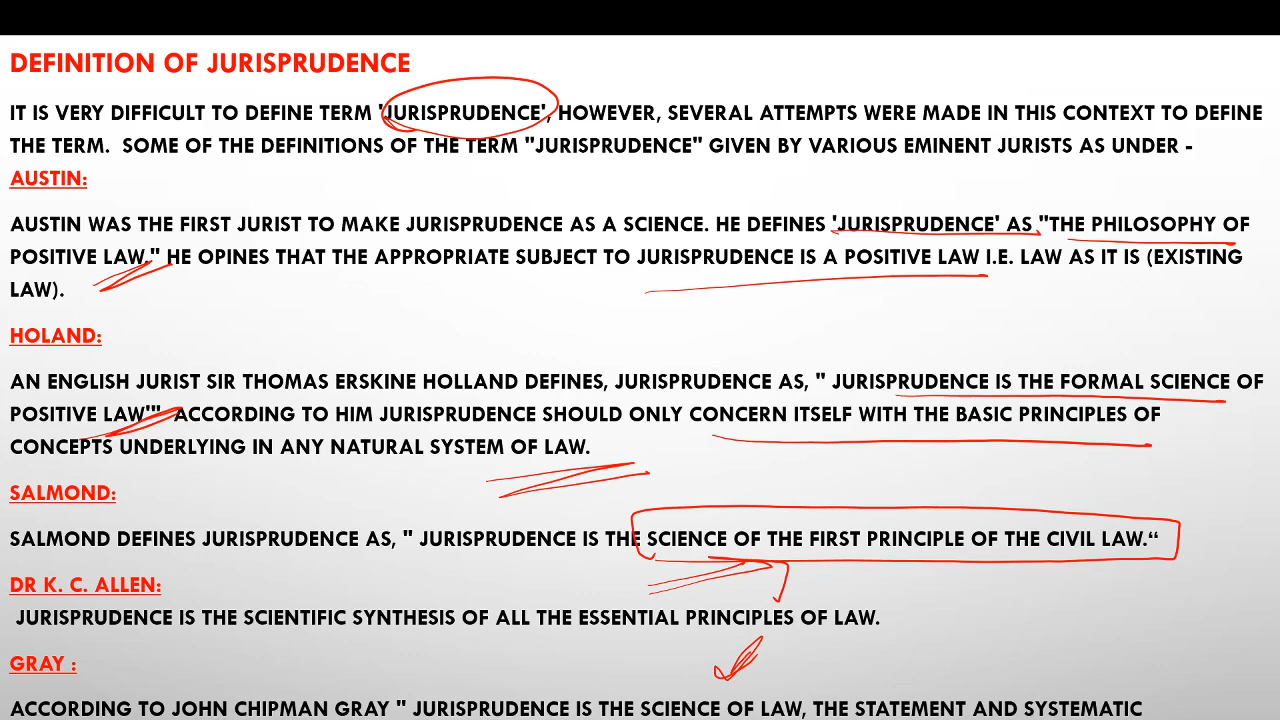 DEFINITION OF JURISPRUDENCE
IT IS VERY DIFFICULT TO DEFINE TERM 'JURISPRUDENCE', HOWEVER, SEVERAL ATTEMPTS WERE MADE IN THIS CONTEXT TO DEFINE
THE TERM. SOME OF THE DEFINITIONS OF THE TERM "JURISPRUDENCE" GIVEN BY VARIOUS EMINENT JURISTS AS UNDER -
AUSTIN:
AUSTIN WAS THE FIRST JURIST TO MAKE JURISPRUDENCE AS A SCIENCE. HE DEFINES 'JURISPRUDENCE' AS "THE PHILOSOPHY OF
POSITIVE LAW." HE OPINES THAT THE APPROPRIATE SUBJECT TO JURISPRUDENCE IS A POSITIVE LAW I.E. LAW AS IT IS (EXISTING
LAW).
HOLAND:
AN ENGLISH JURIST SIR THOMAS ERSKINE HOLLAND DEFINES, JURISPRUDENCE AS, " JURISPRUDENCE IS THE FORMAL SCIENCE OF
POSITIVE LAW'" ACCORDING TO HIM JURISPRUDENCE SHOULD ONLY CONCERN ITSELF WITH THE BASIC PRINCIPLES OF
CONCEPTS UNDERLYING IN ANY NATURAL SYSTEM OF LAW.
SALMOND:
SALMOND DEFINES JURISPRUDENCE AS, " JURISPRUDENCE IS THE SCIENCE OF THE FIRST PRINCIPLE OF THE CIVIL LAW.“
DR K. C. ALLEN:
JURISPRUDENCE IS THE SCIENTIFIC SYNTHESIS OF ALL THE ESSENTIAL PRINCIPLES OF LAW.
GRAY :
ACCORDING TO JOHN CHIPMAN GRAY " JURISPRUDENCE IS THE SCIENCE OF LAW, THE STATEMENT AND SYSTEMATIC